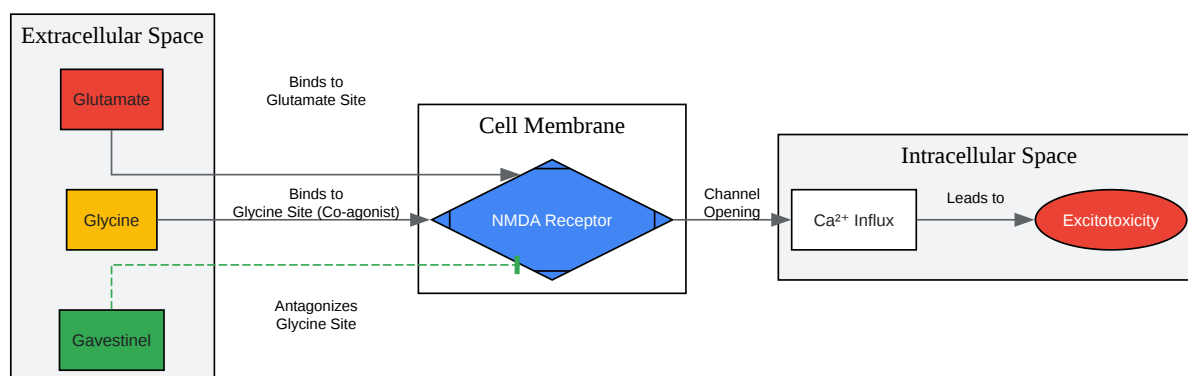 Extracellular Space
Glutamate
Binds to
Glutamate Site
Cell Membrane
Intracellular Space
Glycine
Binds to
Glycine Site (Co-agonist)
NMDA Receptor
Channel
Opening
Ca²⁺ Influx
Leads to
Excitotoxicity
Gavestinel
Antagonizes
Glycine Site